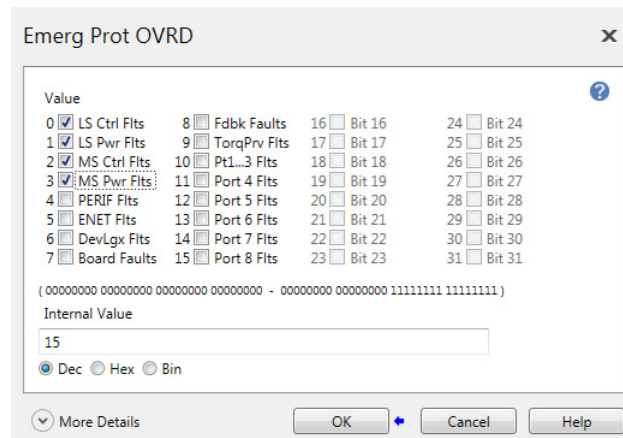 Emerg Prot OVRD
Value
0 LS Ctrl Flts 8 Fdbk Faults 16 Bit 16 24 Bit 24
1 LS Pwr Flts 9 TorqPrv Flts 17 Bit 17 25 Bit 25
2 MS Ctrl Flts 10 Pt1...3 Flts 18 Bit 18 26 Bit 26
3 MS Pwr Flts 11 Port 4 Flts 19 Bit 19 27 Bit 27
4 PERIF Flts 12 Port 5 Flts 20 Bit 20 28 Bit 28
5 ENET Flts 13 Port 6 Flts 21 Bit 21 29 Bit 29
6 DevLgx Flts 14 Port 7 Flts 22 Bit 22 30 Bit 30
7 Board Faults 15 Port 8 Flts 23 Bit 23 31 Bit 31
( 00000000 00000000 00000000 00000000 - 00000000 00000000 11111111 11111111 )
Internal Value
15
Dec Hex Bin
More Details OK Cancel Help